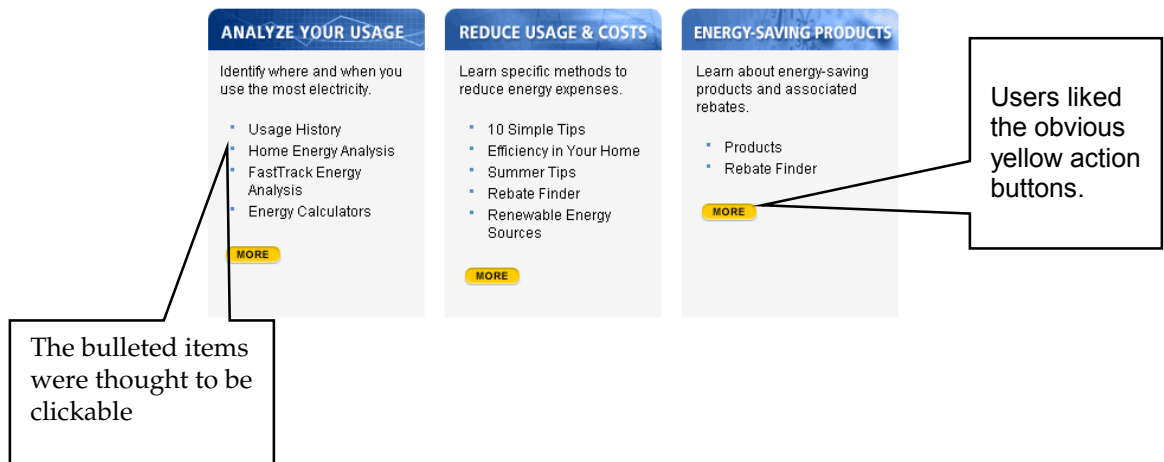 ANALYZE YOUR USAGE
Identify where and when you
use the most electricity.
Usage History
Home Energy Analysis
FastTrack Energy
Analysis
Energy Calculators
MORE
REDUCE USAGE & COSTS
Learn specific methods to
reduce energy expenses.
10 Simple Tips
Efficiency in Your Home
Summer Tips
Rebate Finder
Renewable Energy
Sources
MORE
ENERGY-SAVING PRODUCTS
Learn about energy-saving
products and associated
rebates.
Products
Rebate Finder
MORE
Users liked
the obvious
yellow action
buttons.
The bulleted items
were thought to be
clickable